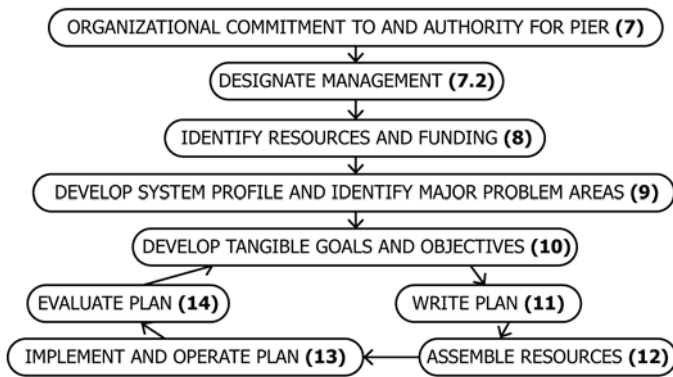 ORGANIZATIONAL COMMITMENT TO AND AUTHORITY FOR PIER (7)
DESIGNATE MANAGEMENT (7.2)
IDENTIFY RESOURCES AND FUNDING (8)
DEVELOP SYSTEM PROFILE AND IDENTIFY MAJOR PROBLEM AREAS (9)
DEVELOP TANGIBLE GOALS AND OBJECTIVES (10)
EVALUATE PLAN (14)
WRITE PLAN (11)
IMPLEMENT AND OPERATE PLAN (13)
ASSEMBLE RESOURCES (12)